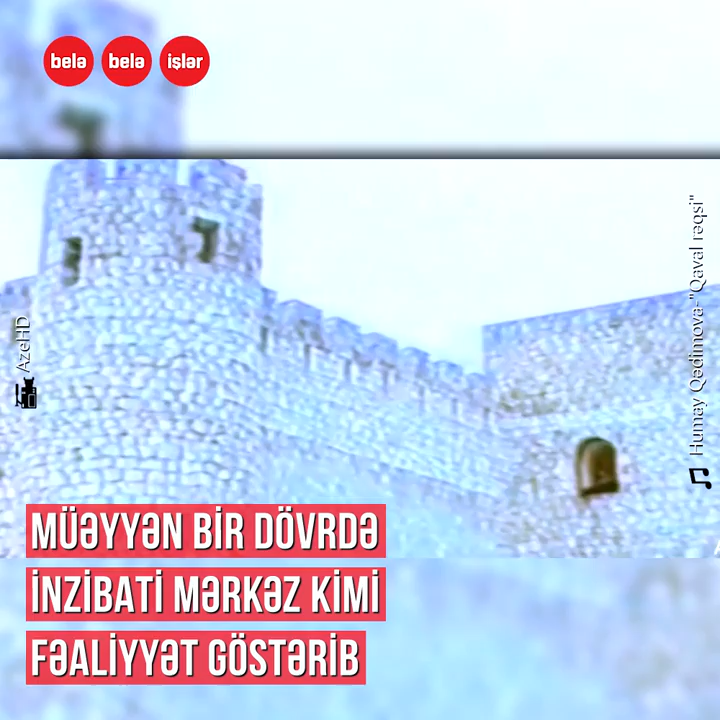 belə belə işlər
AzeHD
Humay Qədimova-"Qaval rəqsi"
MÜƏYYƏN BİR DÖVRDƏ
İNZİBATİ MƏRKƏZ KİMİ
FƏALİYYƏT GÖSTƏRİB